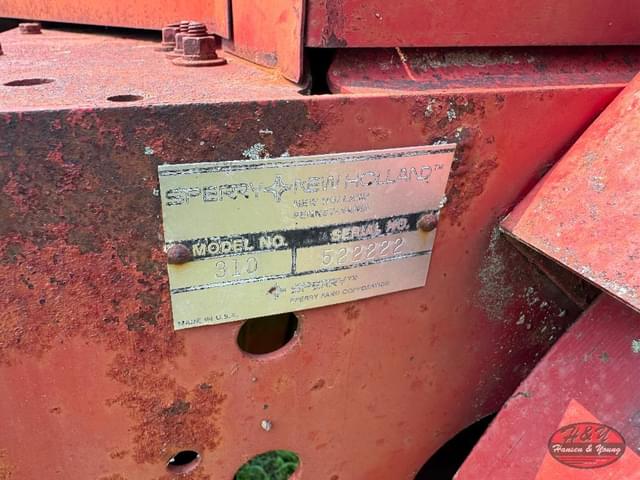 SPERRY NEW HOLLAND™
NEW HOLLAND
PENNSYLVANIA
MODEL NO. SERIAL NO.
310 522222
SPERRY
SPERRY RAND CORPORATION
MADE IN U.S.A.
H&Y
Hansen & Young